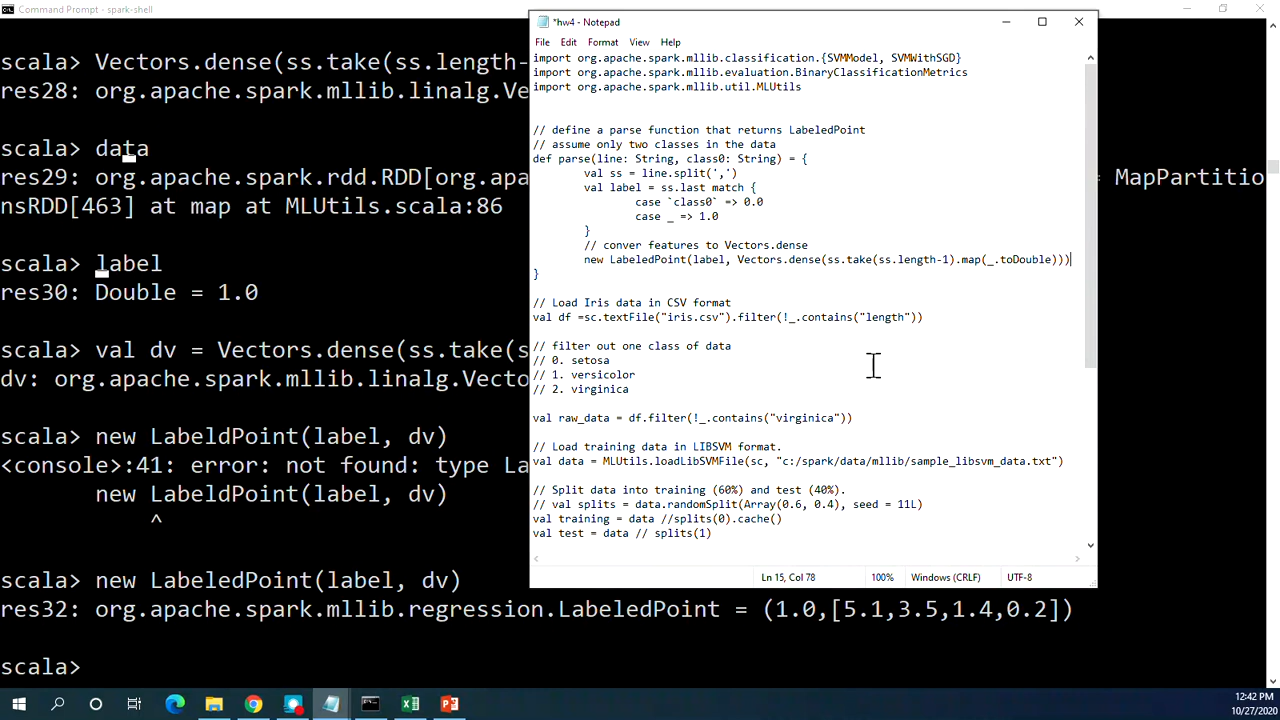 Command Prompt - spark-shell
scala> Vectors.dense(ss.take(ss.length-
res28: org.apache.spark.mllib.linalg.Ve
scala> data
res29: org.apache.spark.rdd.RDD[org.apa
= MapPartitio
nsRDD[463] at map at MLUtils.scala:86
scala> label
res30: Double = 1.0
scala> val dv = Vectors.dense(ss.take(s
dv: org.apache.spark.mllib.linalg.Vecto
scala> new LabeldPoint(label, dv)
<console>:41: error: not found: type La
new LabeldPoint(label, dv)
^
scala> new LabeledPoint(label, dv)
res32: org.apache.spark.mllib.regression.LabeledPoint = (1.0,[5.1,3.5,1.4,0.2])
scala>
*hw4 - Notepad
File Edit Format View Help
import org.apache.spark.mllib.classification.{SVMModel, SVMWithSGD}
import org.apache.spark.mllib.evaluation.BinaryClassificationMetrics
import org.apache.spark.mllib.util.MLUtils
// define a parse function that returns LabeledPoint
// assume only two classes in the data
def parse(line: String, class0: String) = {
val ss = line.split(',')
val label = ss.last match {
case `class0` => 0.0
case _ => 1.0
}
// conver features to Vectors.dense
new LabeledPoint(label, Vectors.dense(ss.take(ss.length-1).map(_.toDouble)))
}
// Load Iris data in CSV format
val df =sc.textFile("iris.csv").filter(!_.contains("length"))
// filter out one class of data
// 0. setosa
// 1. versicolor
// 2. virginica
val raw_data = df.filter(!_.contains("virginica"))
// Load training data in LIBSVM format.
val data = MLUtils.loadLibSVMFile(sc, "c:/spark/data/mllib/sample_libsvm_data.txt")
// Split data into training (60%) and test (40%).
// val splits = data.randomSplit(Array(0.6, 0.4), seed = 11L)
val training = data //splits(0).cache()
val test = data // splits(1)
Ln 15, Col 78 100% Windows (CRLF) UTF-8
12:42 PM
10/27/2020